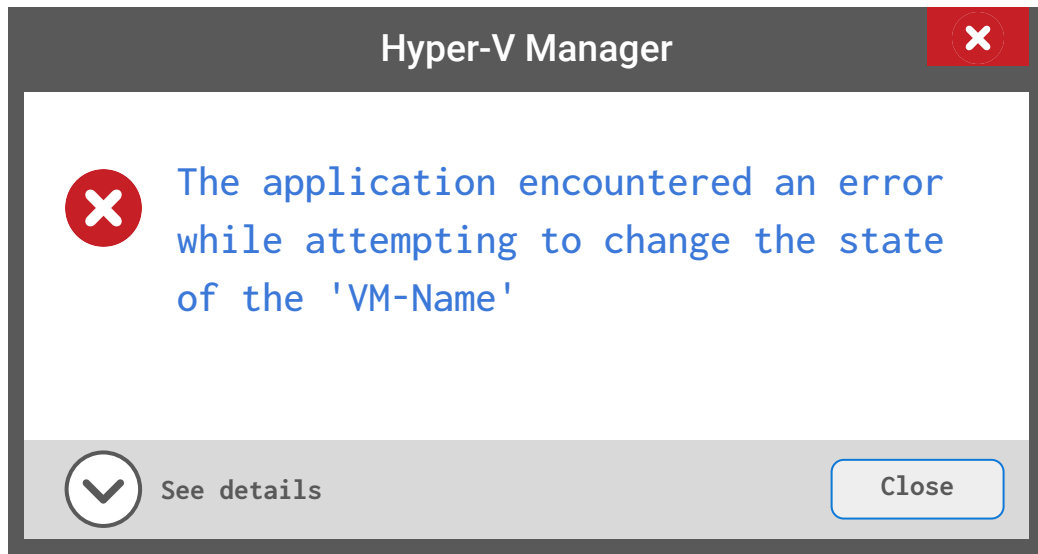 Hyper-V Manager
The application encountered an error
while attempting to change the state
of the 'VM-Name'
See details
Close